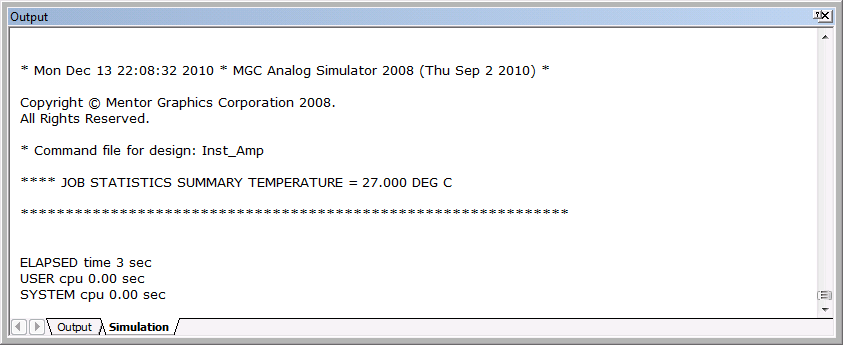 Output
* Mon Dec 13 22:08:32 2010 * MGC Analog Simulator 2008 (Thu Sep 2 2010) *
Copyright © Mentor Graphics Corporation 2008.
All Rights Reserved.
* Command file for design: Inst_Amp
**** JOB STATISTICS SUMMARY TEMPERATURE = 27.000 DEG C
*************************************************************
ELAPSED time 3 sec
USER cpu 0.00 sec
SYSTEM cpu 0.00 sec
Output Simulation